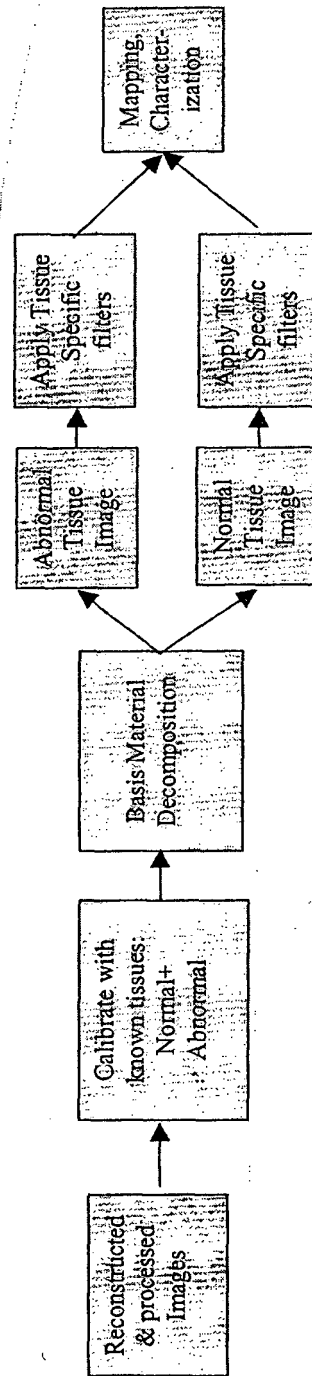 Reconstructed
& processed
Images
Calibrate with
known tissues:
Normal+
Abnormal
Basis Material
Decomposition
Abnormal
Tissue
Image
Apply Tissue
Specific
filters
Normal
Tissue
Image
Apply Tissue
Specific
filters
Mapping,
Character-
ization